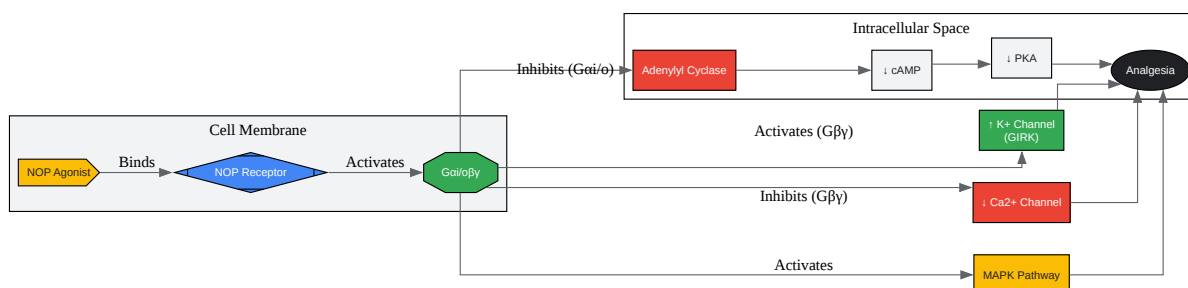 Intracellular Space
Inhibits (Gαi/o)
Adenylyl Cyclase
↓ cAMP
↓ PKA
Analgesia
Cell Membrane
NOP Agonist
Binds
NOP Receptor
Activates
Gαi/oβγ
Activates (Gβγ)
↑ K+ Channel
(GIRK)
Inhibits (Gβγ)
↓ Ca2+ Channel
Activates
MAPK Pathway